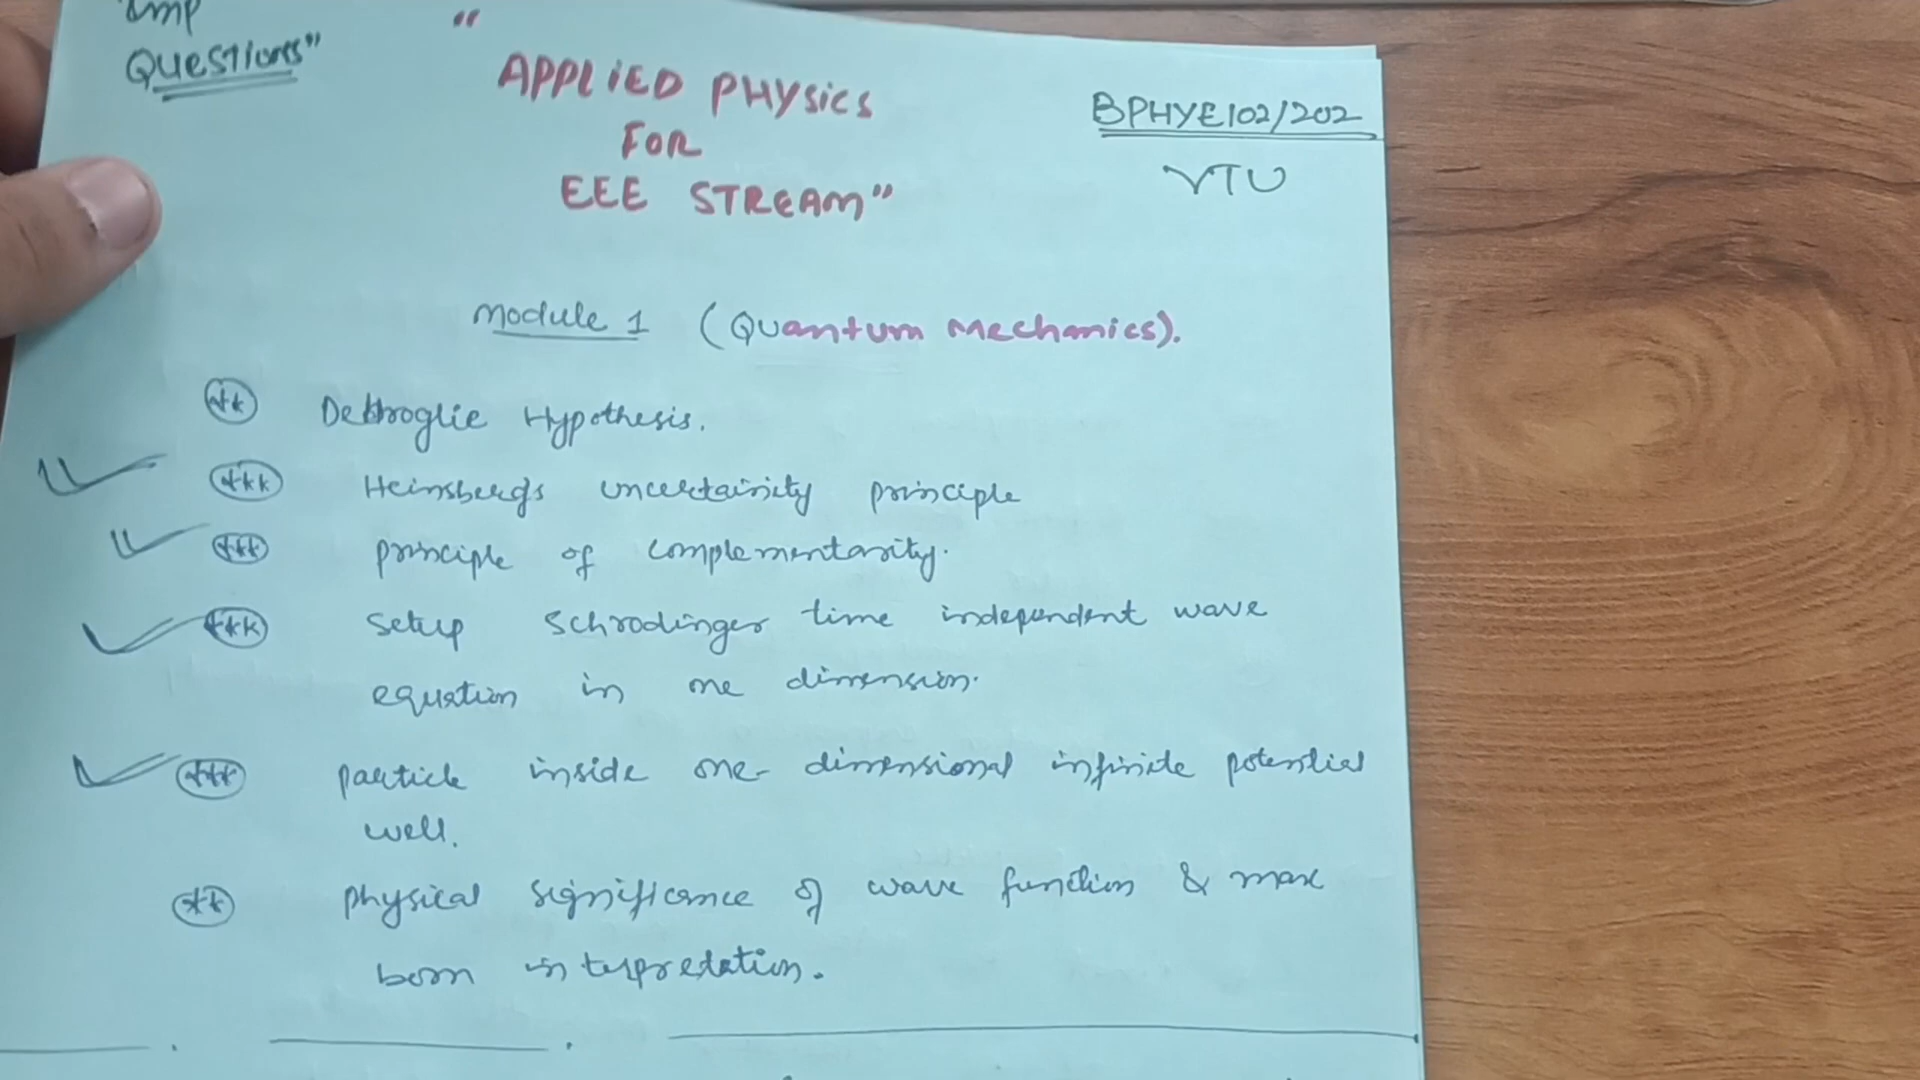 Imp
Questions"
"
APPLIED PHYSICS
FOR
EEE STREAM"
BPHYE102/202
VTU
Module 1 (Quantum Mechanics).
Debroglie Hypothesis.
Heinsberg's uncertainity principle
principle of complementarity.
setup Schrodinger time independent wave
equation in one dimension.
particle inside one-dimensional infinite potential
well.
physical significance of wave function & max
born interpretation.